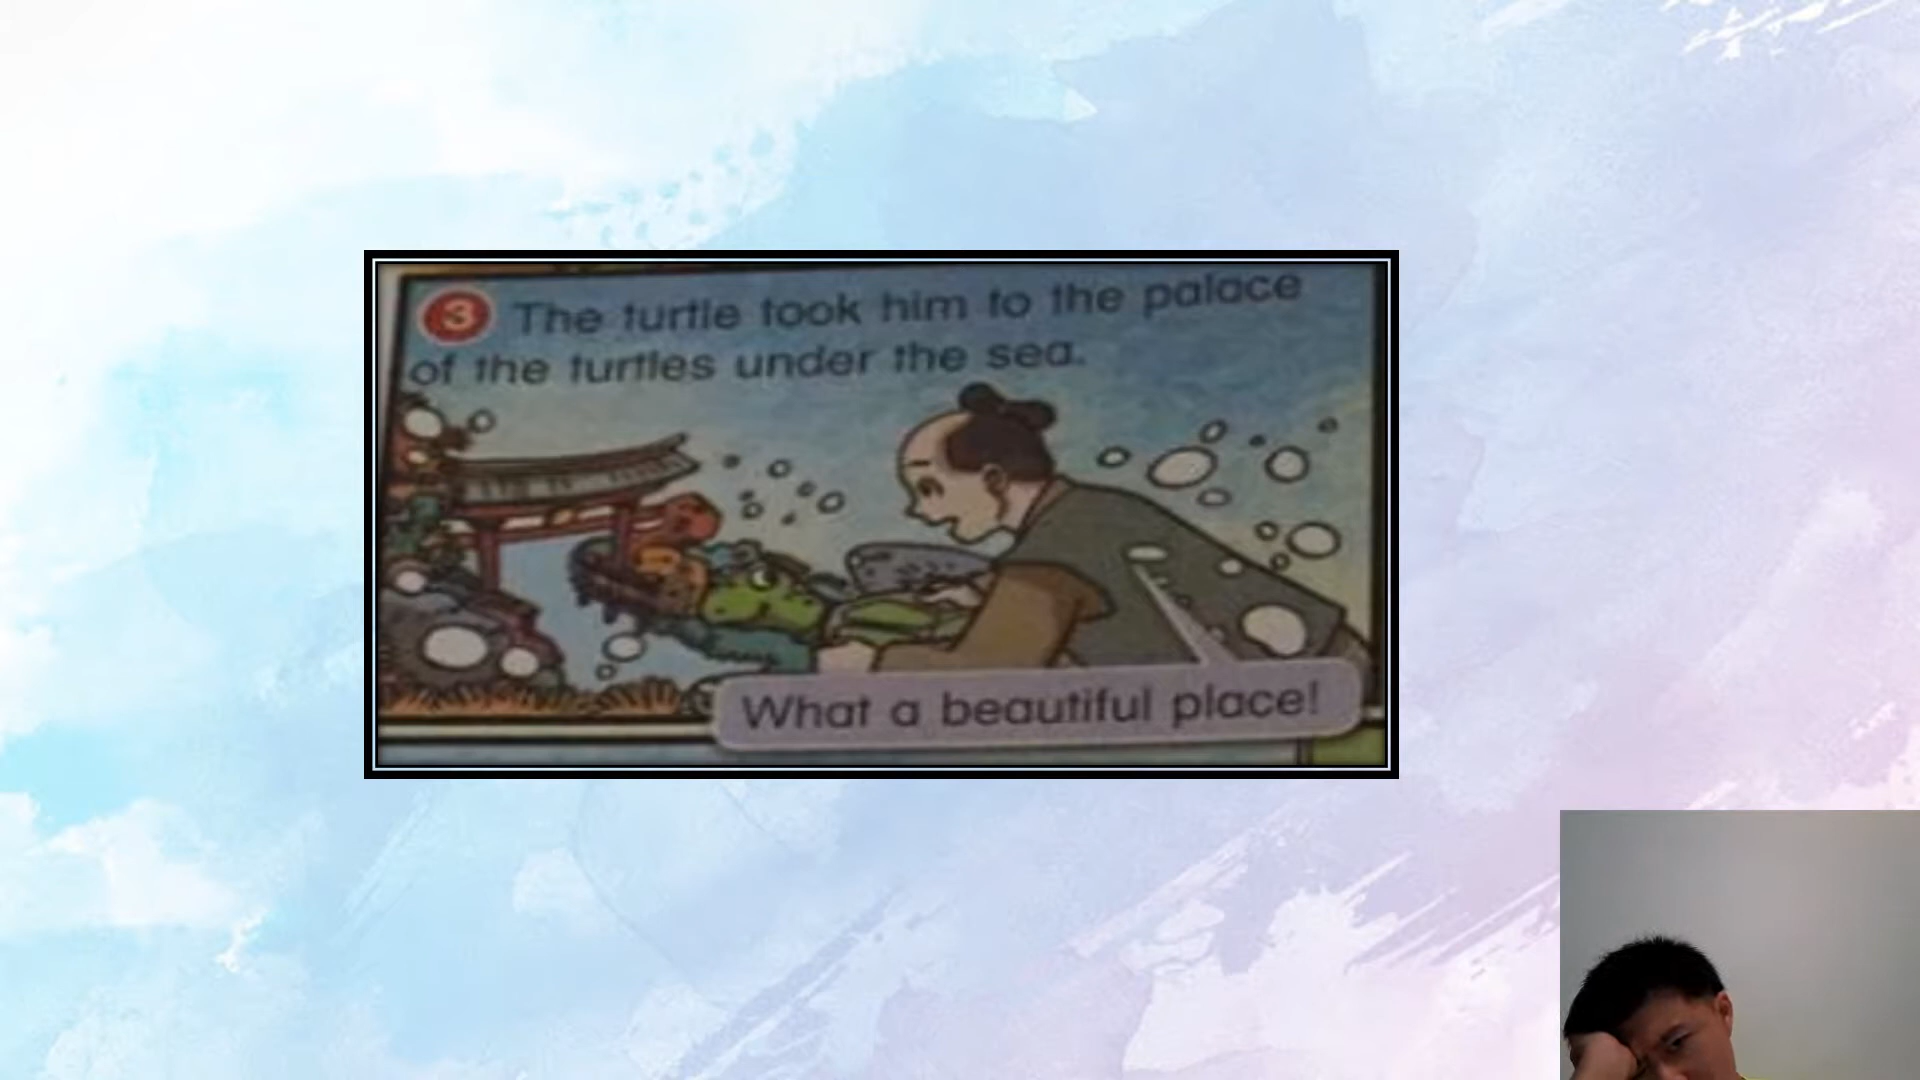 3 The turtle took him to the palace
of the turtles under the sea.
What a beautiful place!